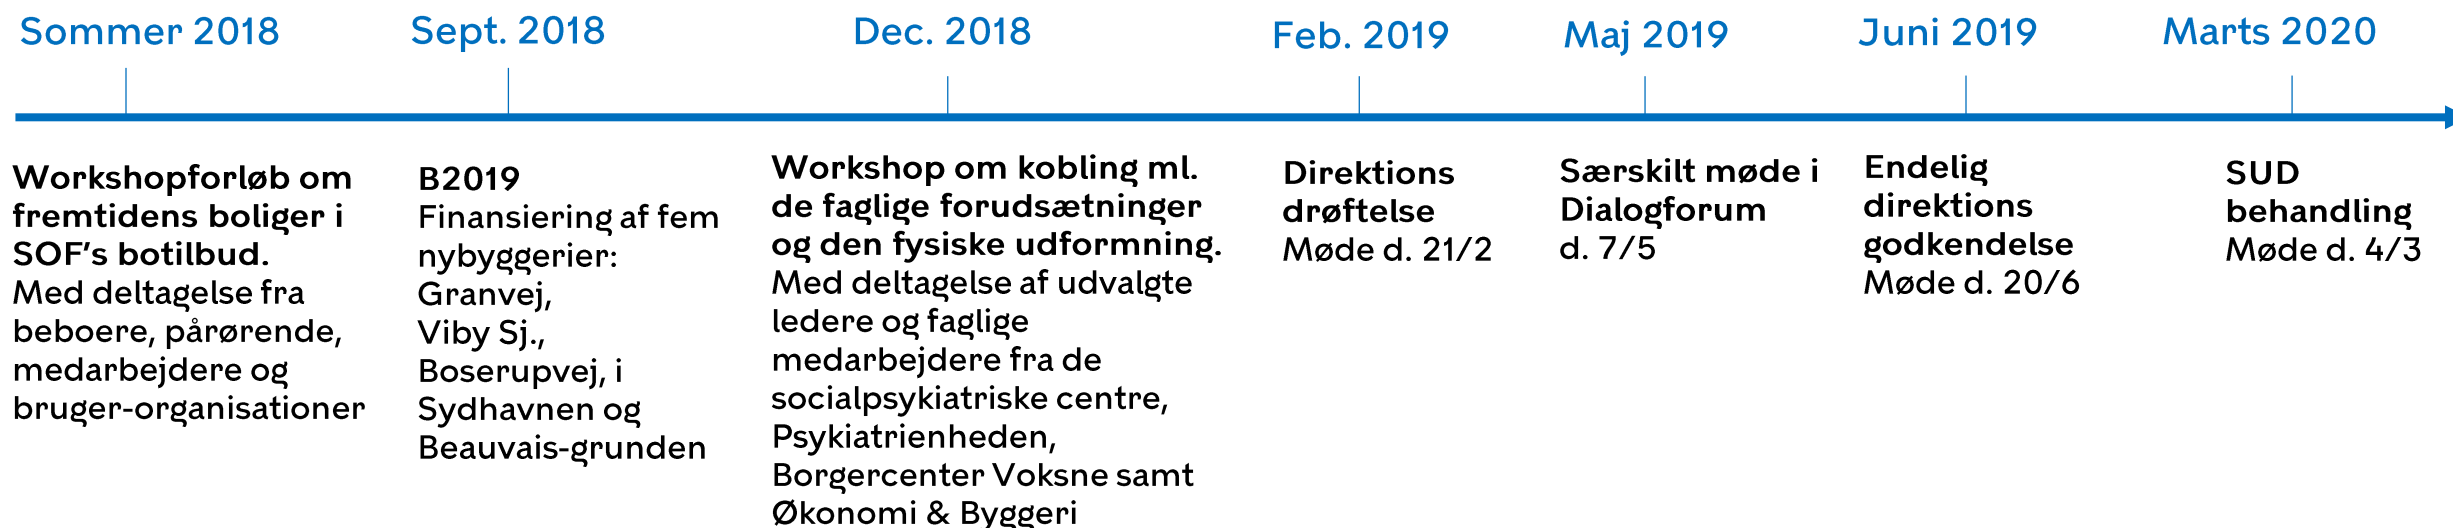 Sommer 2018
Sept. 2018
Dec. 2018
Feb. 2019
Maj 2019
Juni 2019
Marts 2020
Workshopforløb om
fremtidens boliger i
SOF's botilbud.
Med deltagelse fra
beboere, pårørende,
medarbejdere og
bruger-organisationer
B2019
Finansiering af fem
nybyggerier:
Granvej,
Viby Sj.,
Boserupvej, i
Sydhavnen og
Beauvais-grunden
Workshop om kobling ml.
de faglige forudsætninger
og den fysiske udformning.
Med deltagelse af udvalgte
ledere og faglige
medarbejdere fra de
socialpsykiatriske centre,
Psykiatrienheden,
Borgercenter Voksne samt
Økonomi & Byggeri
Direktions
drøftelse
Møde d. 21/2
Særskilt møde i
Dialogforum
d. 7/5
Endelig
direktions
godkendelse
Møde d. 20/6
SUD
behandling
Møde d. 4/3